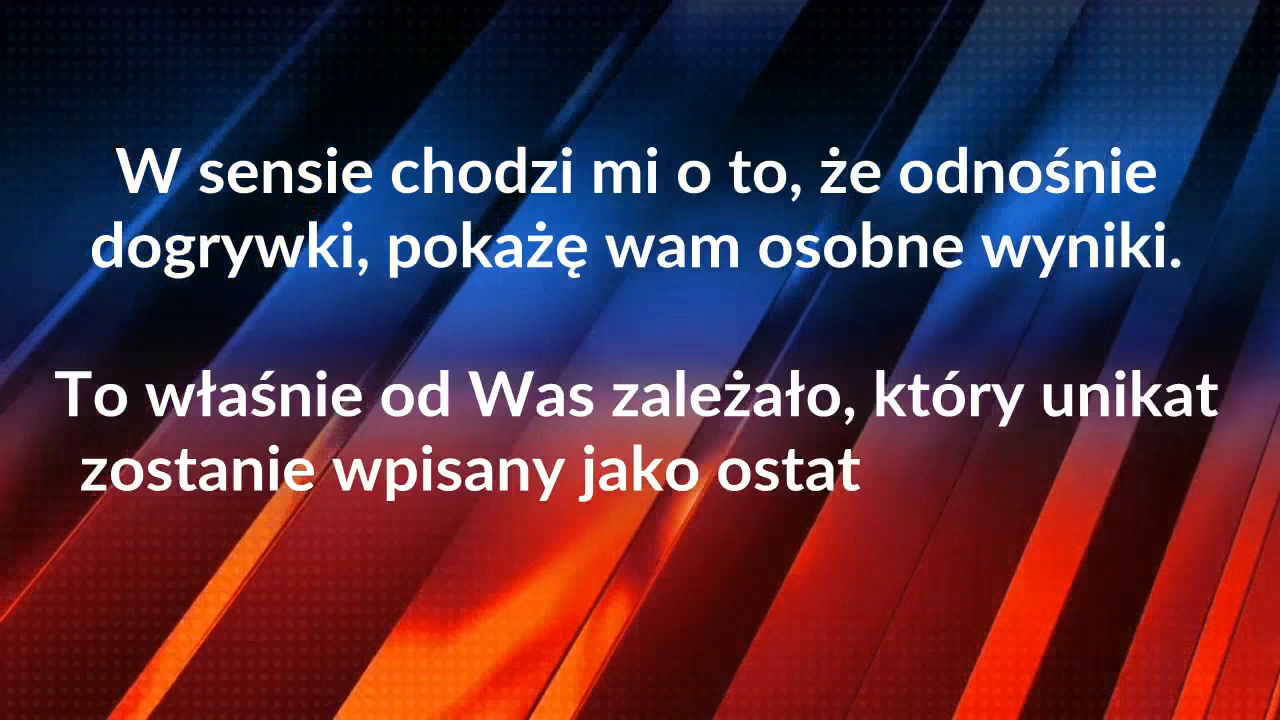 W sensie chodzi mi o to, że odnośnie
dogrywki, pokażę wam osobne wyniki.
To właśnie od Was zależało, który unikat
zostanie wpisany jako ostat